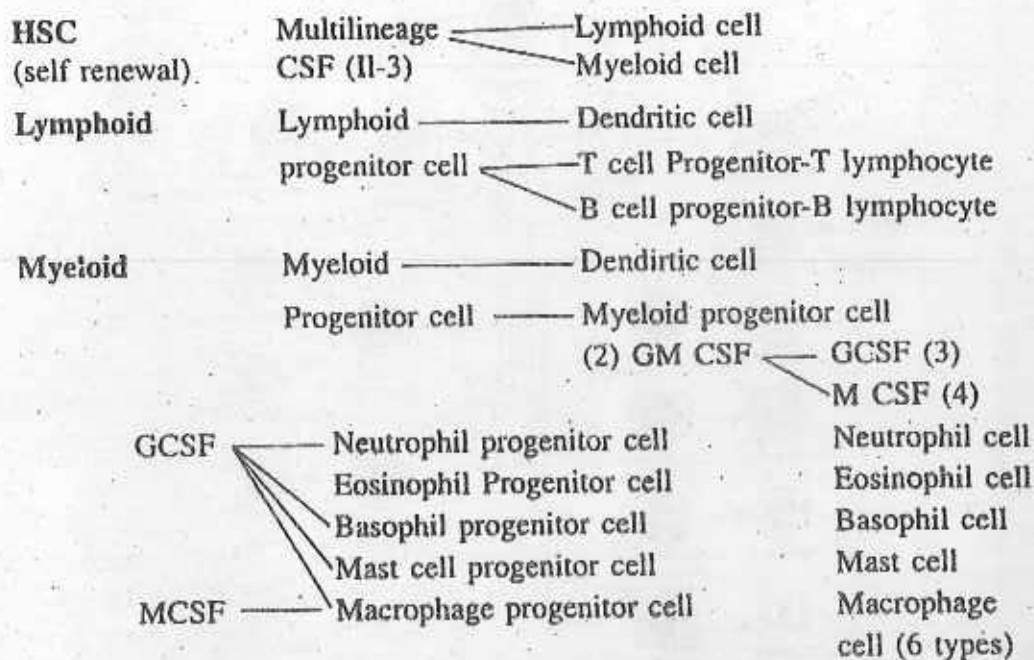 HSC Multilineage Lymphoid cell
(self renewal). CSF (Il-3) Myeloid cell
Lymphoid Lymphoid Dendritic cell
progenitor cell T cell Progenitor-T lymphocyte
B cell progenitor-B lymphocyte
Myeloid Myeloid Dendirtic cell
Progenitor cell Myeloid progenitor cell
(2) GM CSF GCSF (3)
M CSF (4)
GCSF Neutrophil progenitor cell Neutrophil cell
Eosinophil Progenitor cell Eosinophil cell
Basophil progenitor cell Basophil cell
Mast cell progenitor cell Mast cell
MCSF Macrophage progenitor cell Macrophage
cell (6 types)